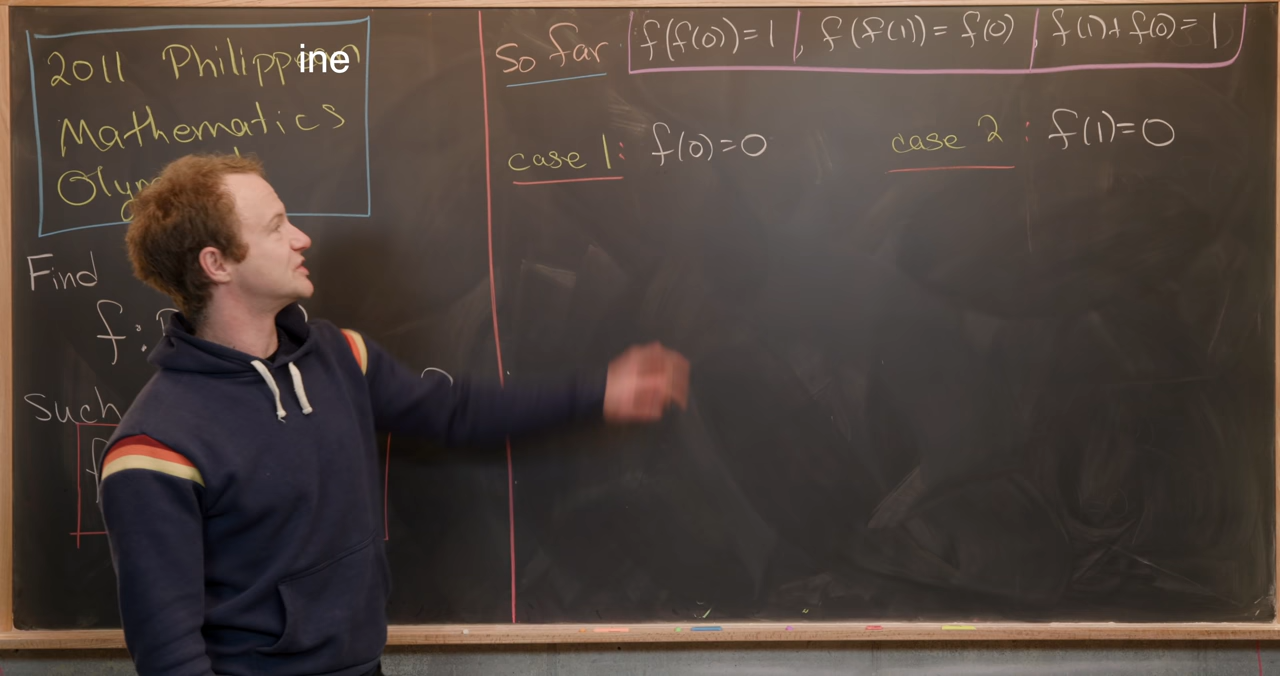 2011 Philippine
Mathematics
Find
Such
So far f(f(0))=1, f(f(1))=f(0), f(1)+f(0)=1
case 1: f(0)=0
case 2: f(1)=0